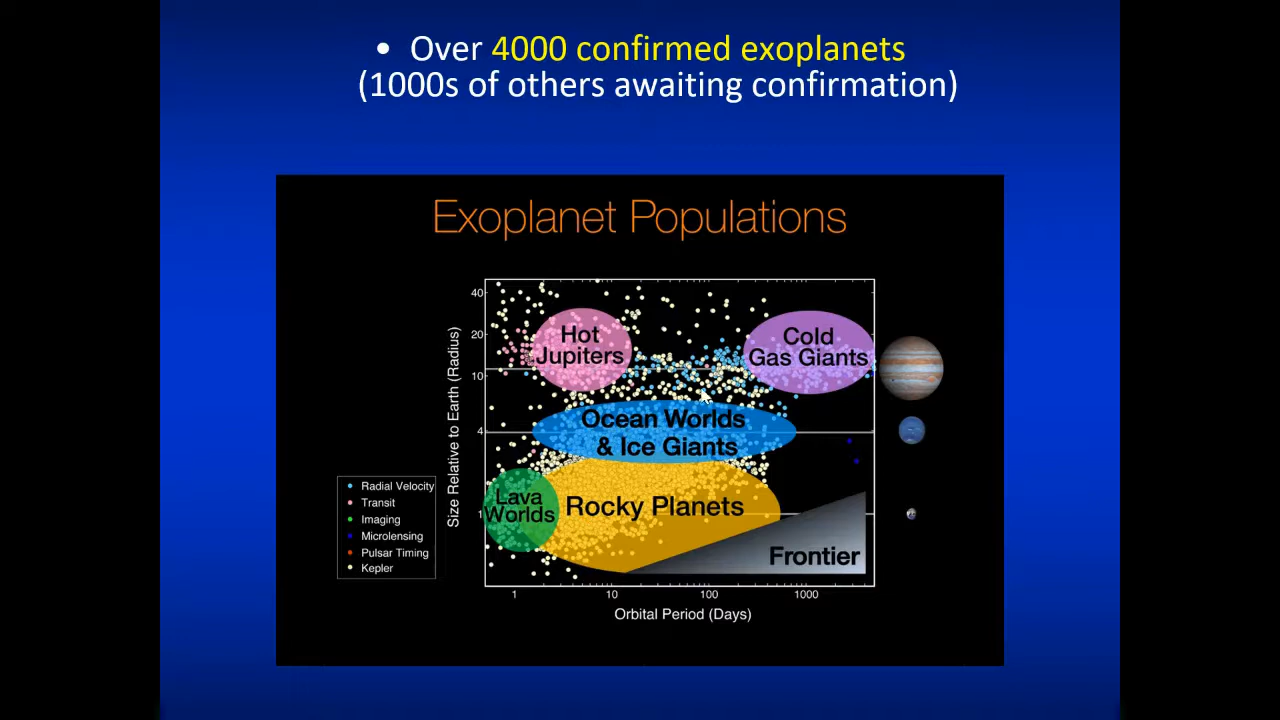 • Over 4000 confirmed exoplanets
(1000s of others awaiting confirmation)
Exoplanet Populations
Size Relative to Earth (Radius)
40
20
10
4
1
Hot
Jupiters
Cold
Gas Giants
Ocean Worlds
& Ice Giants
Lava
Worlds
Rocky Planets
Frontier
Radial Velocity
Transit
Imaging
Microlensing
Pulsar Timing
Kepler
1 10 100 1000
Orbital Period (Days)